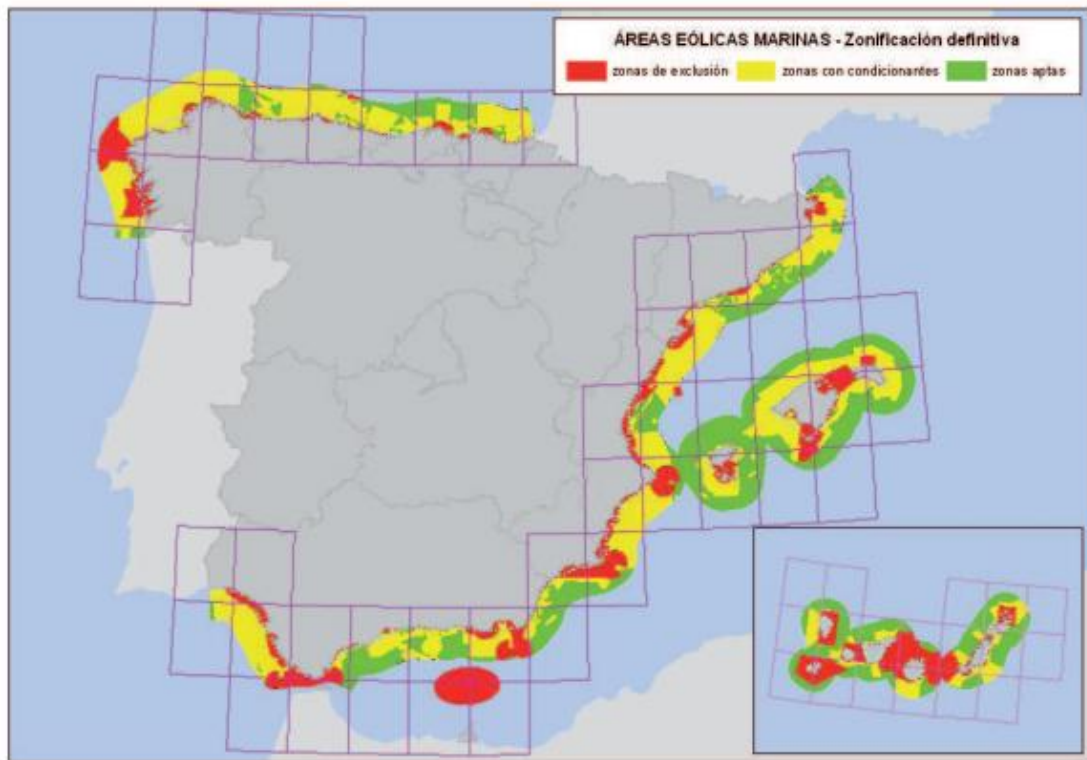 ÁREAS EÓLICAS MARINAS - Zonificación definitiva
zonas de exclusión zonas con condicionantes zonas aptas